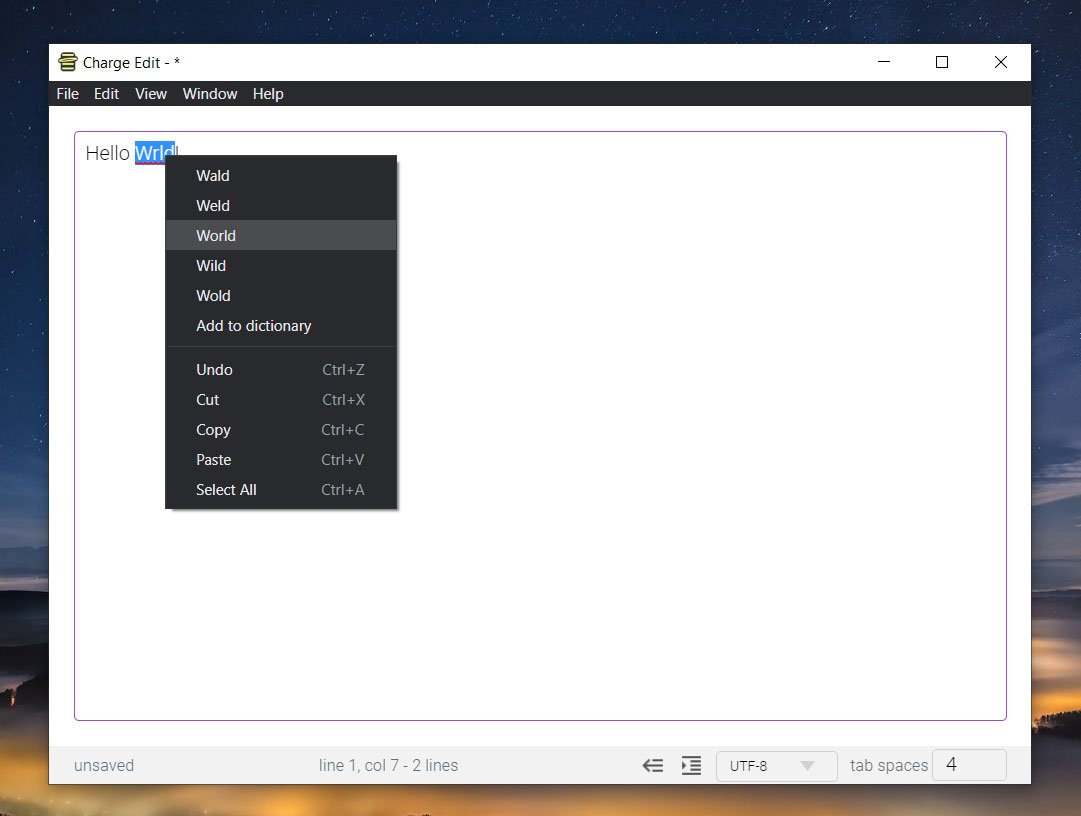 Charge Edit - *
File Edit View Window Help
Hello Wrld!
Wald
Weld
World
Wild
Wold
Add to dictionary
Undo Ctrl+Z
Cut Ctrl+X
Copy Ctrl+C
Paste Ctrl+V
Select All Ctrl+A
unsaved line 1, col 7 - 2 lines UTF-8 tab spaces 4